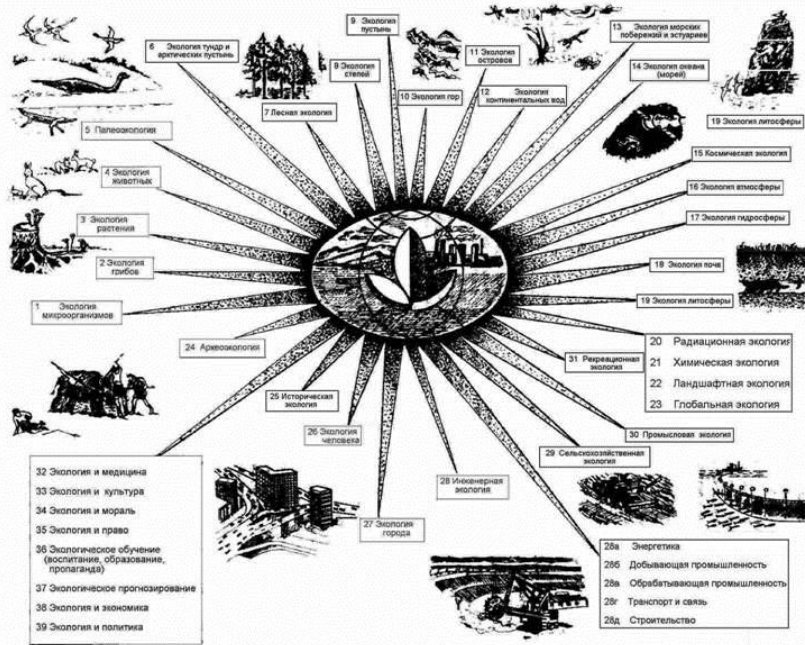 9 Экология
пустынь
6 Экология тундр и
арктических пустынь
8 Экология
степей
7 Лесная экология
10 Экология гор
11 Экология
островов
12 Экология
континентальных вод
13 Экология морских
побережий и эстуариев
14 Экология океана
(морей)
19 Экология литосферы
5 Палеоэкология
4 Экология
животных
3 Экология
растения
2 Экология
грибов
1 Экология
микроорганизмов
15 Космическая экология
16 Экология атмосферы
17 Экология гидросферы
18 Экология почв
19 Экология литосферы
20 Радиационная экология
21 Химическая экология
22 Ландшафтная экология
23 Глобальная экология
24 Археоэкология
25 Историческая
экология
26 Экология
человека
27 Экология
города
28 Инженерная
экология
29 Сельскохозяйственная
экология
30 Промысловая экология
31 Рекреационная
экология
32 Экология и медицина
33 Экология и культура
34 Экология и мораль
35 Экология и право
36 Экологическое обучение
(воспитание, образование,
пропаганда)
37 Экологическое прогнозирование
38 Экология и экономика
39 Экология и политика
28а Энергетика
28б Добывающая промышленность
28в Обрабатывающая промышленность
28г Транспорт и связь
28д Строительство